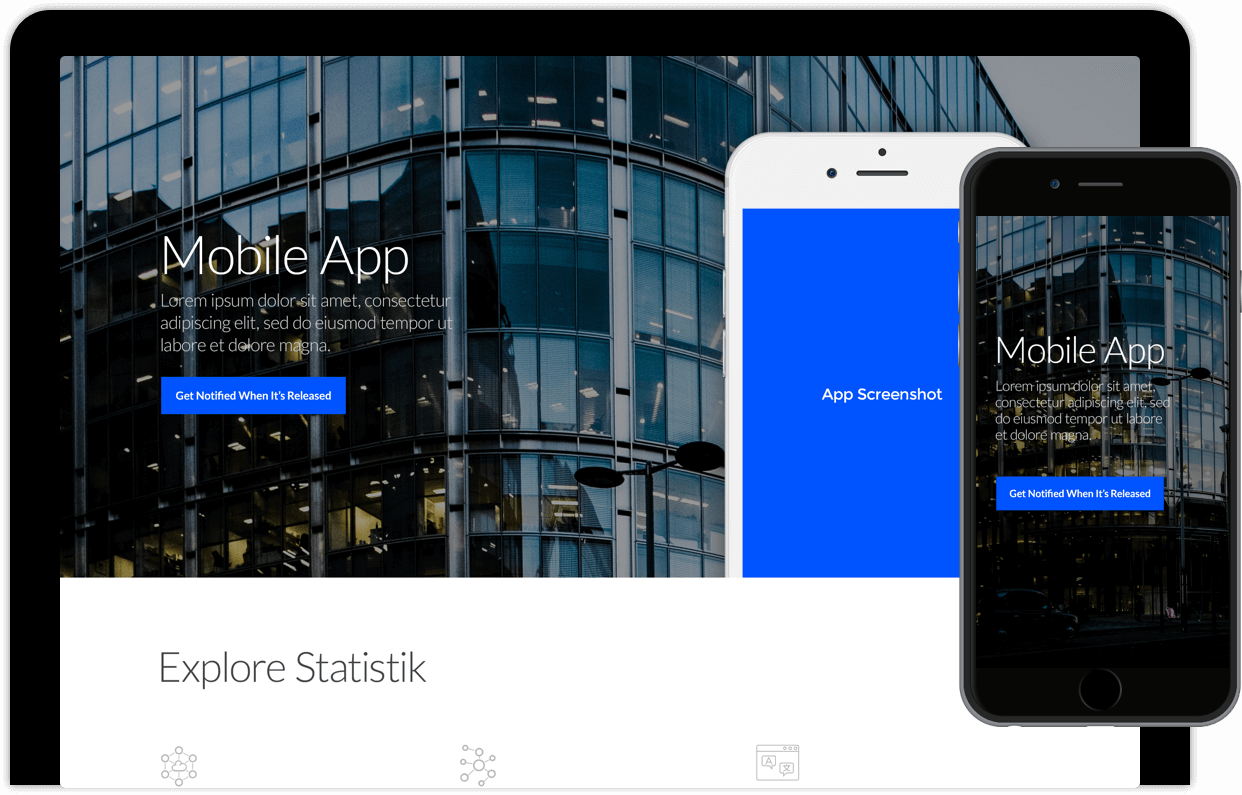 Mobile App
Lorem ipsum dolor sit amet, consectetur
adipiscing elit, sed do eiusmod tempor ut
labore et dolore magna.
Get Notified When It's Released
App Screenshot
Mobile App
Lorem ipsum dolor sit amet,
consectetur adipiscing elit, sed
do eiusmod tempor ut labore
et dolore magna.
Get Notified When It's Released
Explore Statistik
A
文